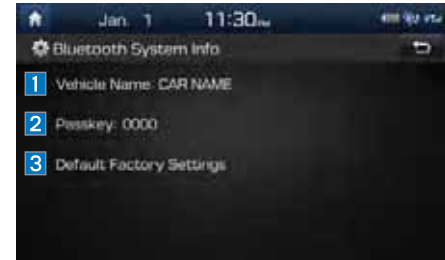 Jan. 1 11:30 PM
Bluetooth System Info
1 Vehicle Name: CAR NAME
2 Passkey: 0000
3 Default Factory Settings